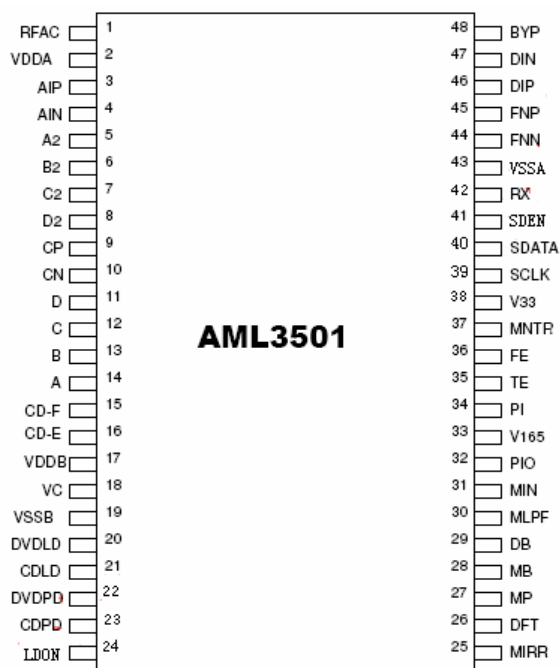 RFAC 1 48 BYP
VDDA 2 47 DIN
AIP 3 46 DIP
AIN 4 45 FNP
A2 5 44 FNN
B2 6 43 VSSA
C2 7 42 RX
D2 8 41 SDEN
CP 9 40 SDATA
CN 10 39 SCLK
D 11 38 V33
C 12 AML3501 37 MNTR
B 13 36 FE
A 14 35 TE
CD-F 15 34 PI
CD-E 16 33 V165
VDDB 17 32 PIO
VC 18 31 MIN
VSSB 19 30 MLPF
DVDLD 20 29 DB
CDLD 21 28 MB
DVDPD 22 27 MP
CDPD 23 26 DFT
LDON 24 25 MIRR